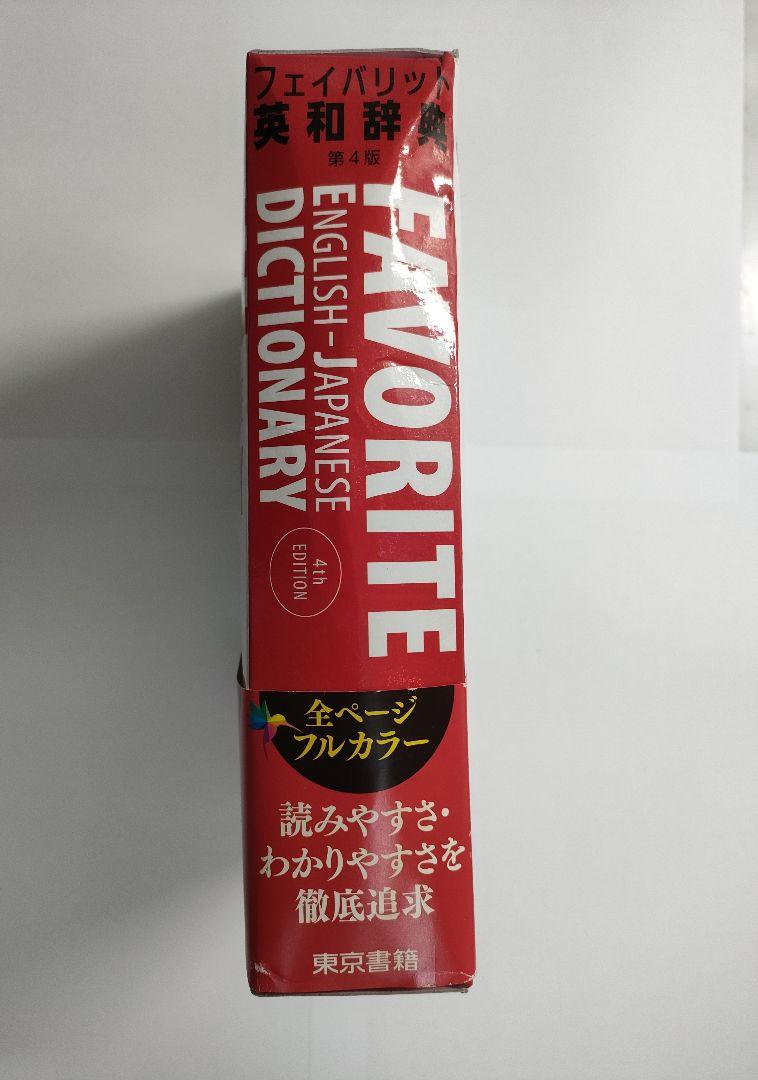 フェイバリット
英和辞典
第4版
FAVORITE
ENGLISH-JAPANESE
DICTIONARY
4th
EDITION
全ページ
フルカラー
読みやすさ・
わかりやすさを
徹底追求
東京書籍